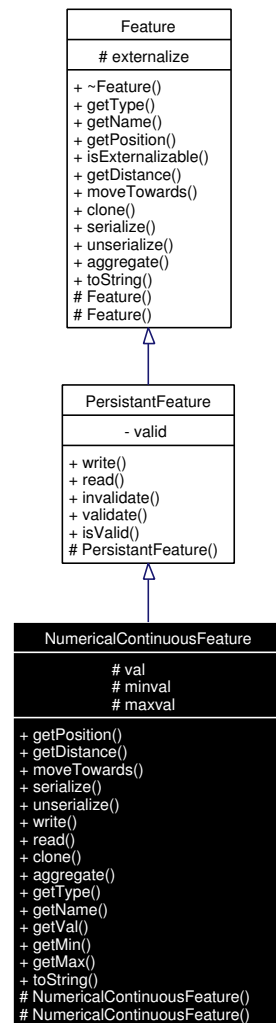 Feature
# externalize
+ ~Feature()
+ getType()
+ getName()
+ getPosition()
+ isExternalizable()
+ getDistance()
+ moveTowards()
+ clone()
+ serialize()
+ unserialize()
+ aggregate()
+ toString()
# Feature()
# Feature()
PersistantFeature
- valid
+ write()
+ read()
+ invalidate()
+ validate()
+ isValid()
# PersistantFeature()
NumericalContinuousFeature
# val
# minval
# maxval
+ getPosition()
+ getDistance()
+ moveTowards()
+ serialize()
+ unserialize()
+ write()
+ read()
+ clone()
+ aggregate()
+ getType()
+ getName()
+ getVal()
+ getMin()
+ getMax()
+ toString()
# NumericalContinuousFeature()
# NumericalContinuousFeature()